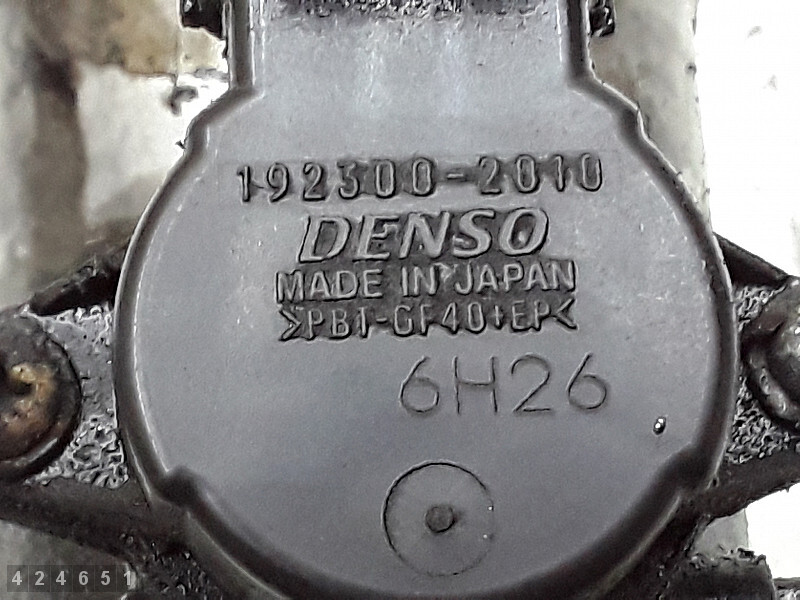 192300-2010
DENSO
MADE IN JAPAN
>PBT-GF40+EP<
6H26
424651